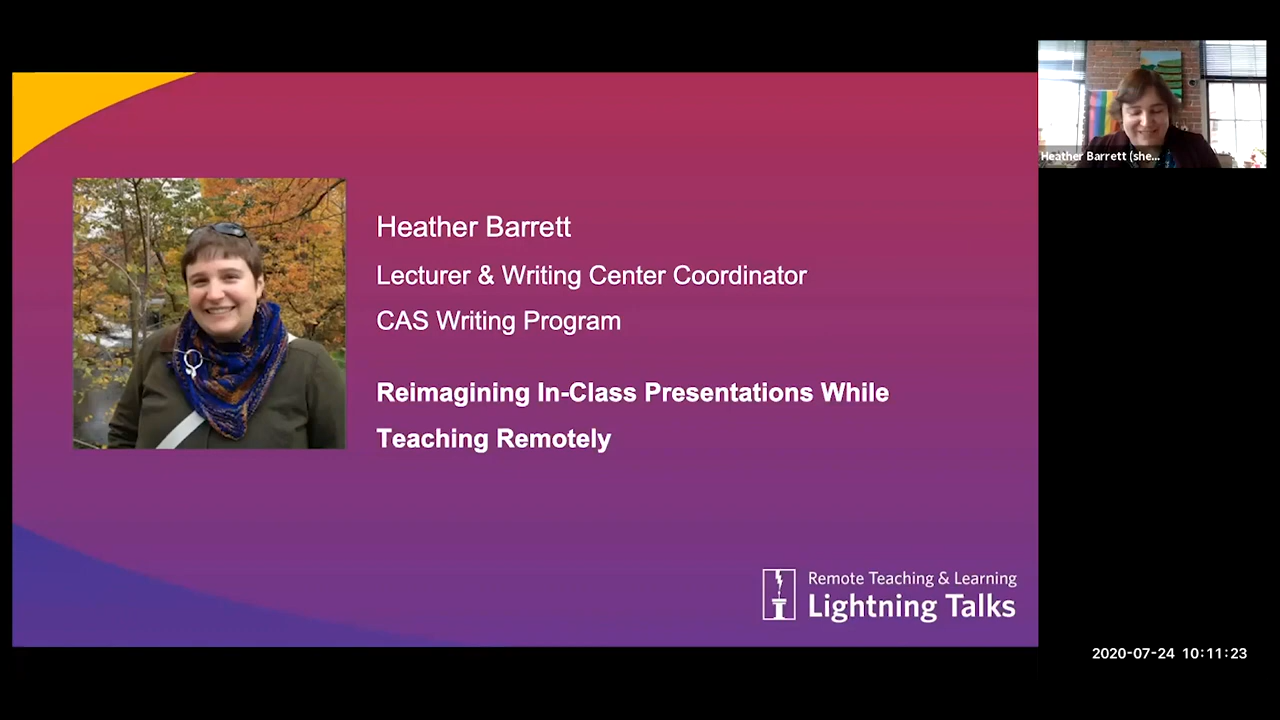 Heather Barrett (she...
Heather Barrett
Lecturer & Writing Center Coordinator
CAS Writing Program
Reimagining In-Class Presentations While
Teaching Remotely
Remote Teaching & Learning
Lightning Talks
2020-07-24 10:11:23